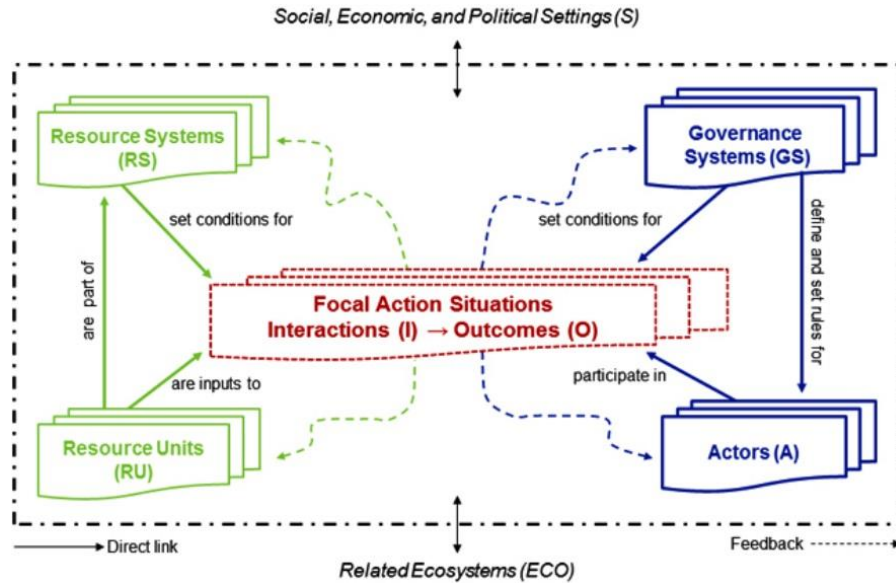 Social, Economic, and Political Settings (S)
Resource Systems
(RS)
Governance
Systems (GS)
set conditions for
set conditions for
are part of
define and set rules for
Focal Action Situations
Interactions (I) → Outcomes (O)
are inputs to
participate in
Resource Units
(RU)
Actors (A)
Direct link
Feedback
Related Ecosystems (ECO)